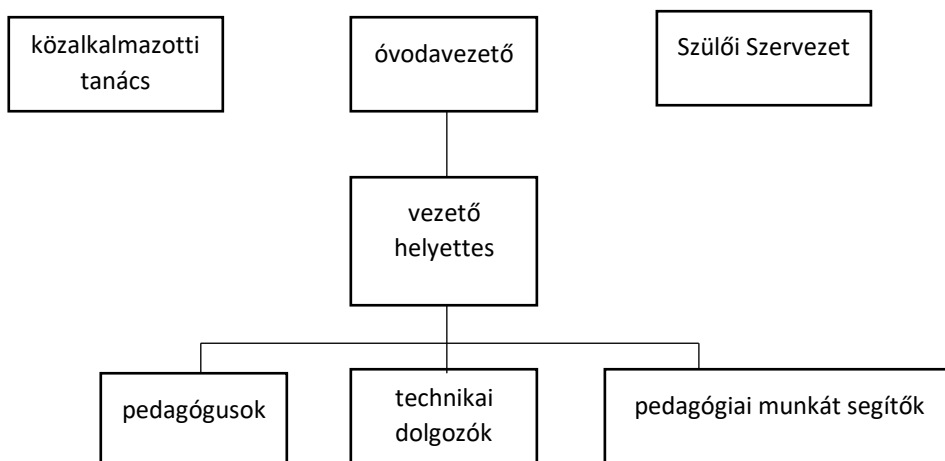 közalkalmazotti
tanács
óvodavezető
Szülői Szervezet
vezető
helyettes
pedagógusok
technikai
dolgozók
pedagógiai munkát segítők